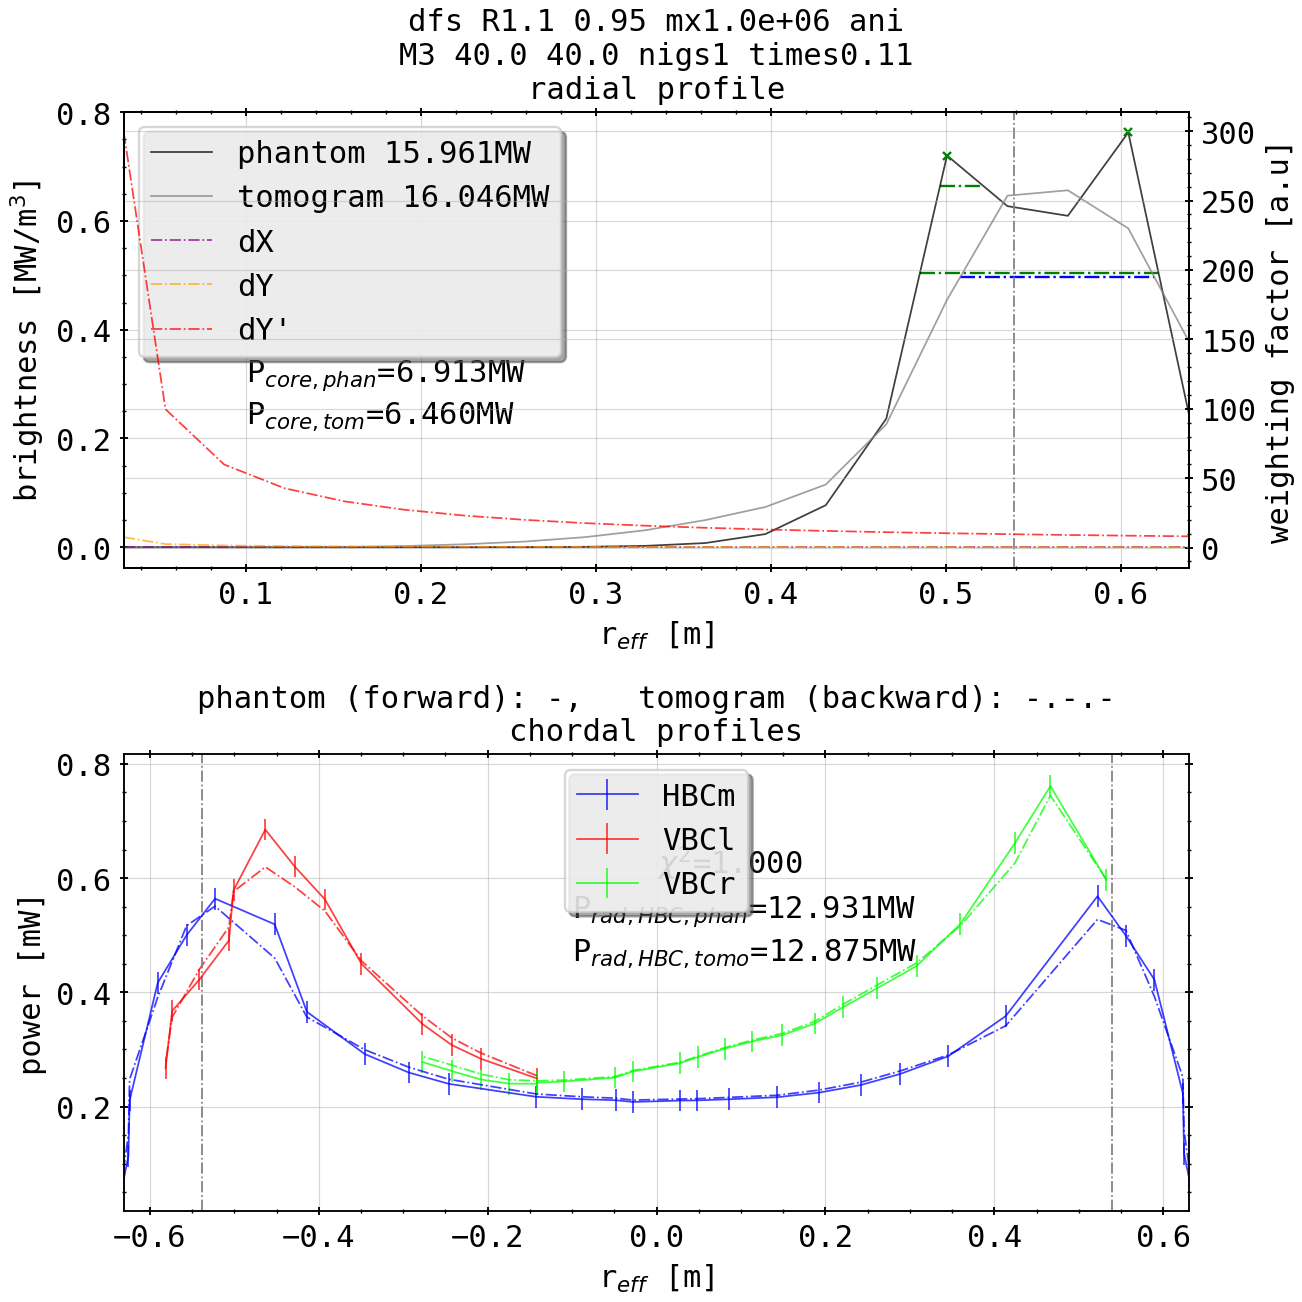 dfs R1.1 0.95 mx1.0e+06 ani
M3 40.0 40.0 nigs1 times0.11
radial profile
0.8
0.6
0.4
0.2
0.0
brightness [MW/m³]
phantom 15.961MW
tomogram 16.046MW
dX
dY
dY'
P_core,phan=6.913MW
P_core,tom=6.460MW
300
250
200
150
100
50
0
weighting factor [a.u]
0.1 0.2 0.3 0.4 0.5 0.6
r_eff [m]
phantom (forward): -,   tomogram (backward): -.-.-
chordal profiles
0.8
0.6
0.4
0.2
power [mW]
HBCm
VBCl
VBCr
χ²=1.000
P_rad,HBC,phan=12.931MW
P_rad,HBC,tomo=12.875MW
−0.6 −0.4 −0.2 0.0 0.2 0.4 0.6
r_eff [m]